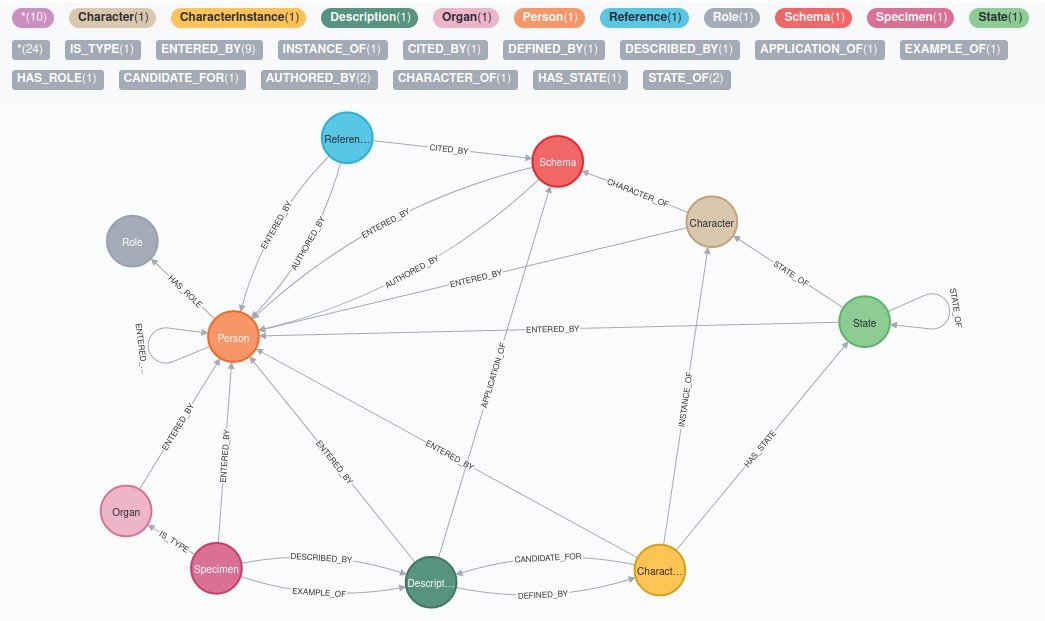 *(10) Character(1) CharacterInstance(1) Description(1) Organ(1) Person(1) Reference(1) Role(1) Schema(1) Specimen(1) State(1)
*(24) IS_TYPE(1) ENTERED_BY(9) INSTANCE_OF(1) CITED_BY(1) DEFINED_BY(1) DESCRIBED_BY(1) APPLICATION_OF(1) EXAMPLE_OF(1)
HAS_ROLE(1) CANDIDATE_FOR(1) AUTHORED_BY(2) CHARACTER_OF(1) HAS_STATE(1) STATE_OF(2)
Referen...
CITED_BY
Schema
CHARACTER_OF
Character
ENTERED_BY
AUTHORED_BY
ENTERED_BY
AUTHORED_BY
ENTERED_BY
Role
HAS_ROLE
STATE_OF
State
STATE_OF
ENTERED_BY
Person
ENTERED_...
APPLICATION_OF
INSTANCE_OF
HAS_STATE
ENTERED_BY
ENTERED_BY
ENTERED_BY
ENTERED_BY
Organ
IS_TYPE
Specimen
DESCRIBED_BY
EXAMPLE_OF
Descript...
CANDIDATE_FOR
DEFINED_BY
Charact...